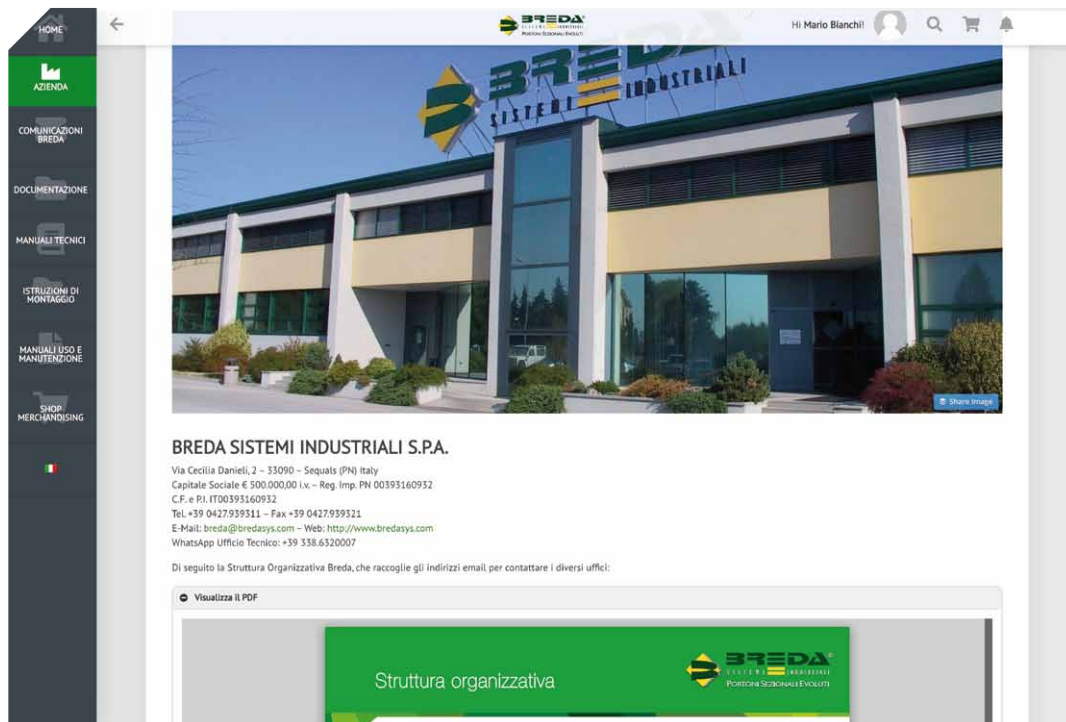 HOME
AZIENDA
COMUNICAZIONI
BREDA
DOCUMENTAZIONE
MANUALI TECNICI
ISTRUZIONI DI
MONTAGGIO
MANUALI USO E
MANUTENZIONE
SHOP
MERCHANDISING
BREDA
SISTEMI INDUSTRIALI
PORTONI SEZIONALI EVOLUTI
Hi Mario Bianchi!
BREDA
SISTEMI INDUSTRIALI
Share Image
BREDA SISTEMI INDUSTRIALI S.P.A.
Via Cecilia Danieli, 2 – 33090 – Sequals (PN) Italy
Capitale Sociale € 500.000,00 i.v. – Reg. Imp. PN 00393160932
C.F. e P.I. IT00393160932
Tel. +39 0427.939311 – Fax +39 0427.939321
E-Mail: breda@bredasys.com – Web: http://www.bredasys.com
WhatsApp Ufficio Tecnico: +39 338.6320007
Di seguito la Struttura Organizzativa Breda, che raccoglie gli indirizzi email per contattare i diversi uffici:
Visualizza il PDF
Struttura organizzativa
BREDA
SISTEMI INDUSTRIALI
PORTONI SEZIONALI EVOLUTI